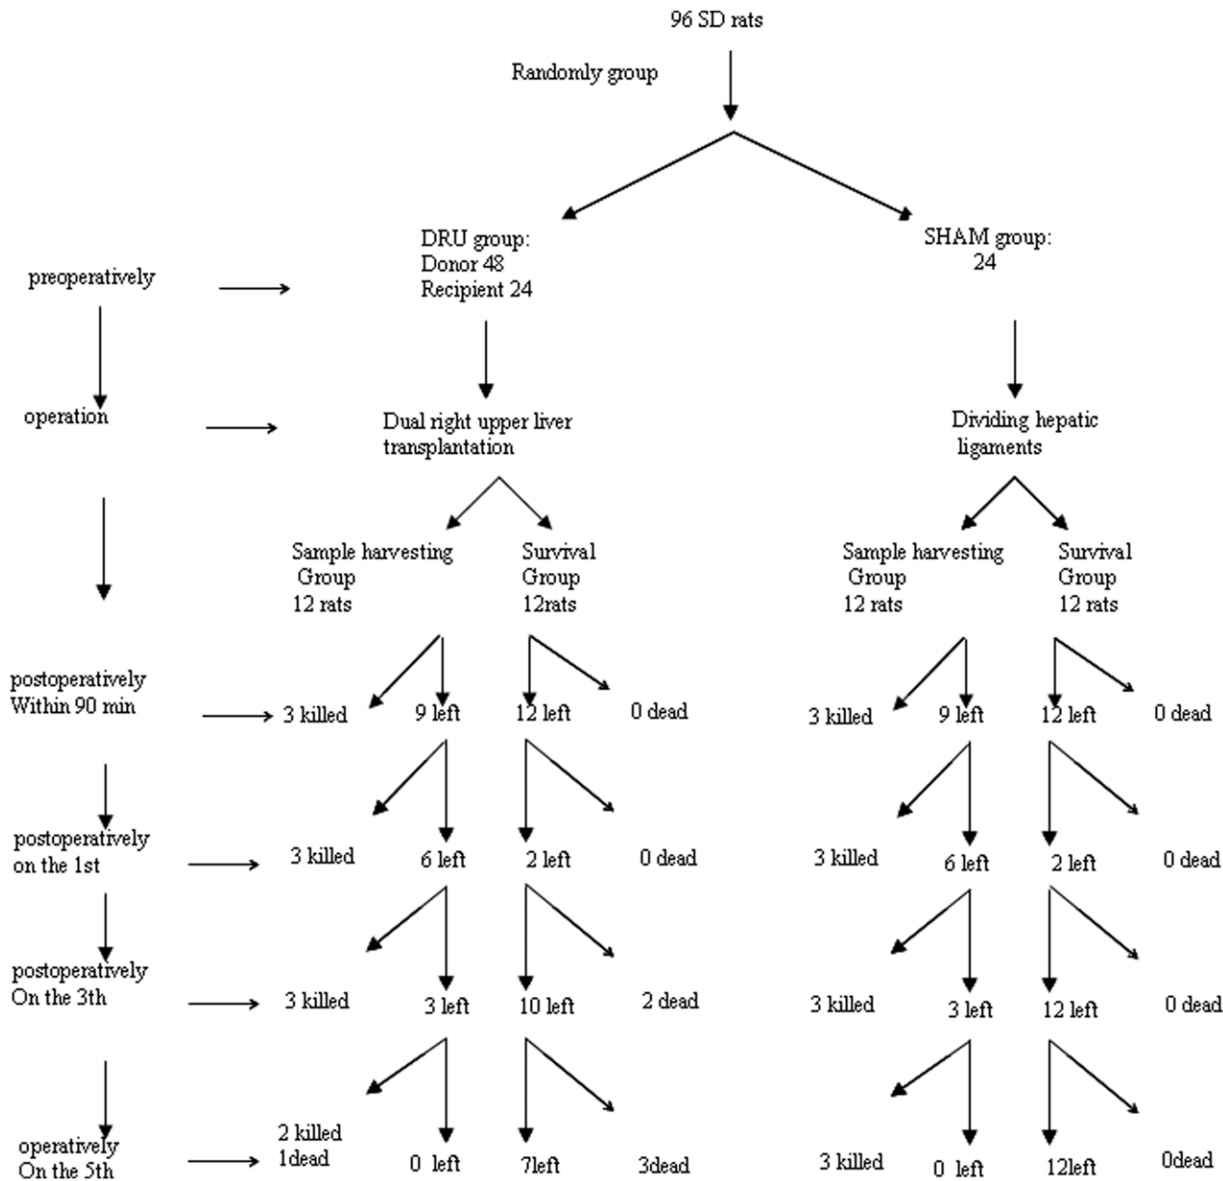 96 SD rats
Randomly group
DRU group:
Donor 48
Recipient 24
SHAM group:
24
preoperatively
operation
Dual right upper liver
transplantation
Dividing hepatic
ligaments
Sample harvesting
Group
12 rats
Survival
Group
12rats
Sample harvesting
Group
12 rats
Survival
Group
12 rats
postoperatively
Within 90 min
3 killed
9 left
12 left
0 dead
3 killed
9 left
12 left
0 dead
postoperatively
on the 1st
3 killed
6 left
2 left
0 dead
3 killed
6 left
2 left
0 dead
postoperatively
On the 3th
3 killed
3 left
10 left
2 dead
3 killed
3 left
12 left
0 dead
operatively
On the 5th
2 killed
1dead
0 left
7left
3dead
3 killed
0 left
12left
0dead